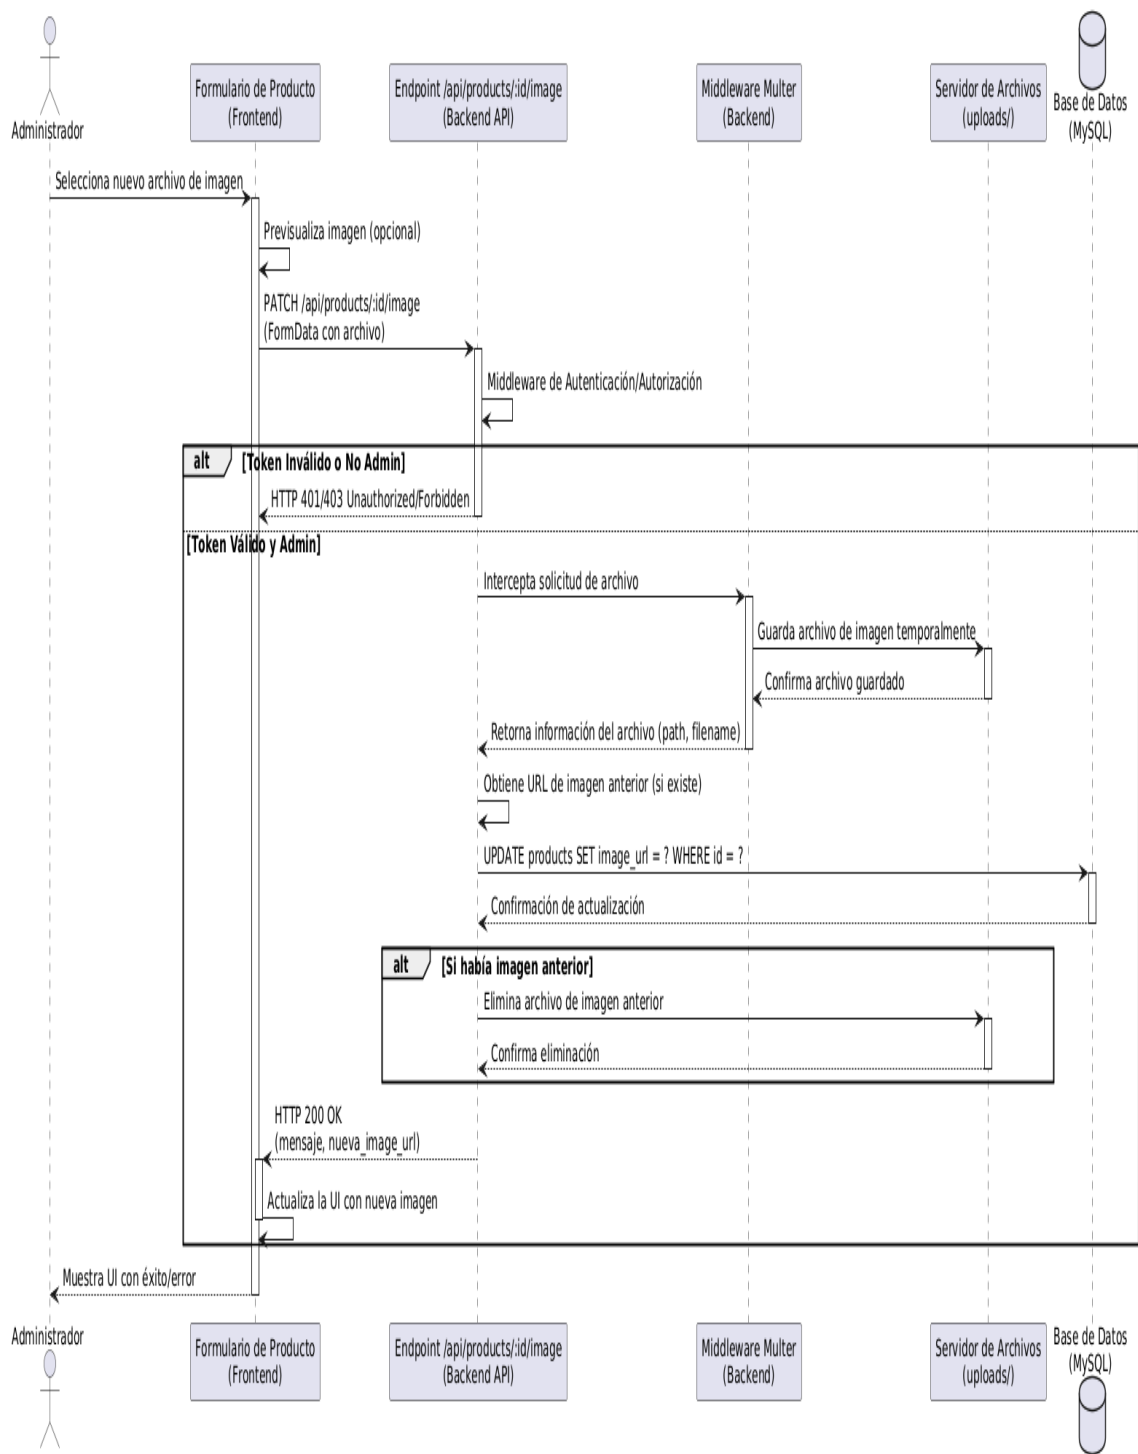 Administrador
Formulario de Producto
(Frontend)
Endpoint /api/products/:id/image
(Backend API)
Middleware Multer
(Backend)
Servidor de Archivos
(uploads/)
Base de Datos
(MySQL)
Selecciona nuevo archivo de imagen
Previsualiza imagen (opcional)
PATCH /api/products/:id/image
(FormData con archivo)
Middleware de Autenticación/Autorización
alt [Token Inválido o No Admin]
HTTP 401/403 Unauthorized/Forbidden
[Token Válido y Admin]
Intercepta solicitud de archivo
Guarda archivo de imagen temporalmente
Confirma archivo guardado
Retorna información del archivo (path, filename)
Obtiene URL de imagen anterior (si existe)
UPDATE products SET image_url = ? WHERE id = ?
Confirmación de actualización
alt [Si había imagen anterior]
Elimina archivo de imagen anterior
Confirma eliminación
HTTP 200 OK
(mensaje, nueva_image_url)
Actualiza la UI con nueva imagen
Muestra UI con éxito/error
Administrador
Formulario de Producto
(Frontend)
Endpoint /api/products/:id/image
(Backend API)
Middleware Multer
(Backend)
Servidor de Archivos
(uploads/)
Base de Datos
(MySQL)